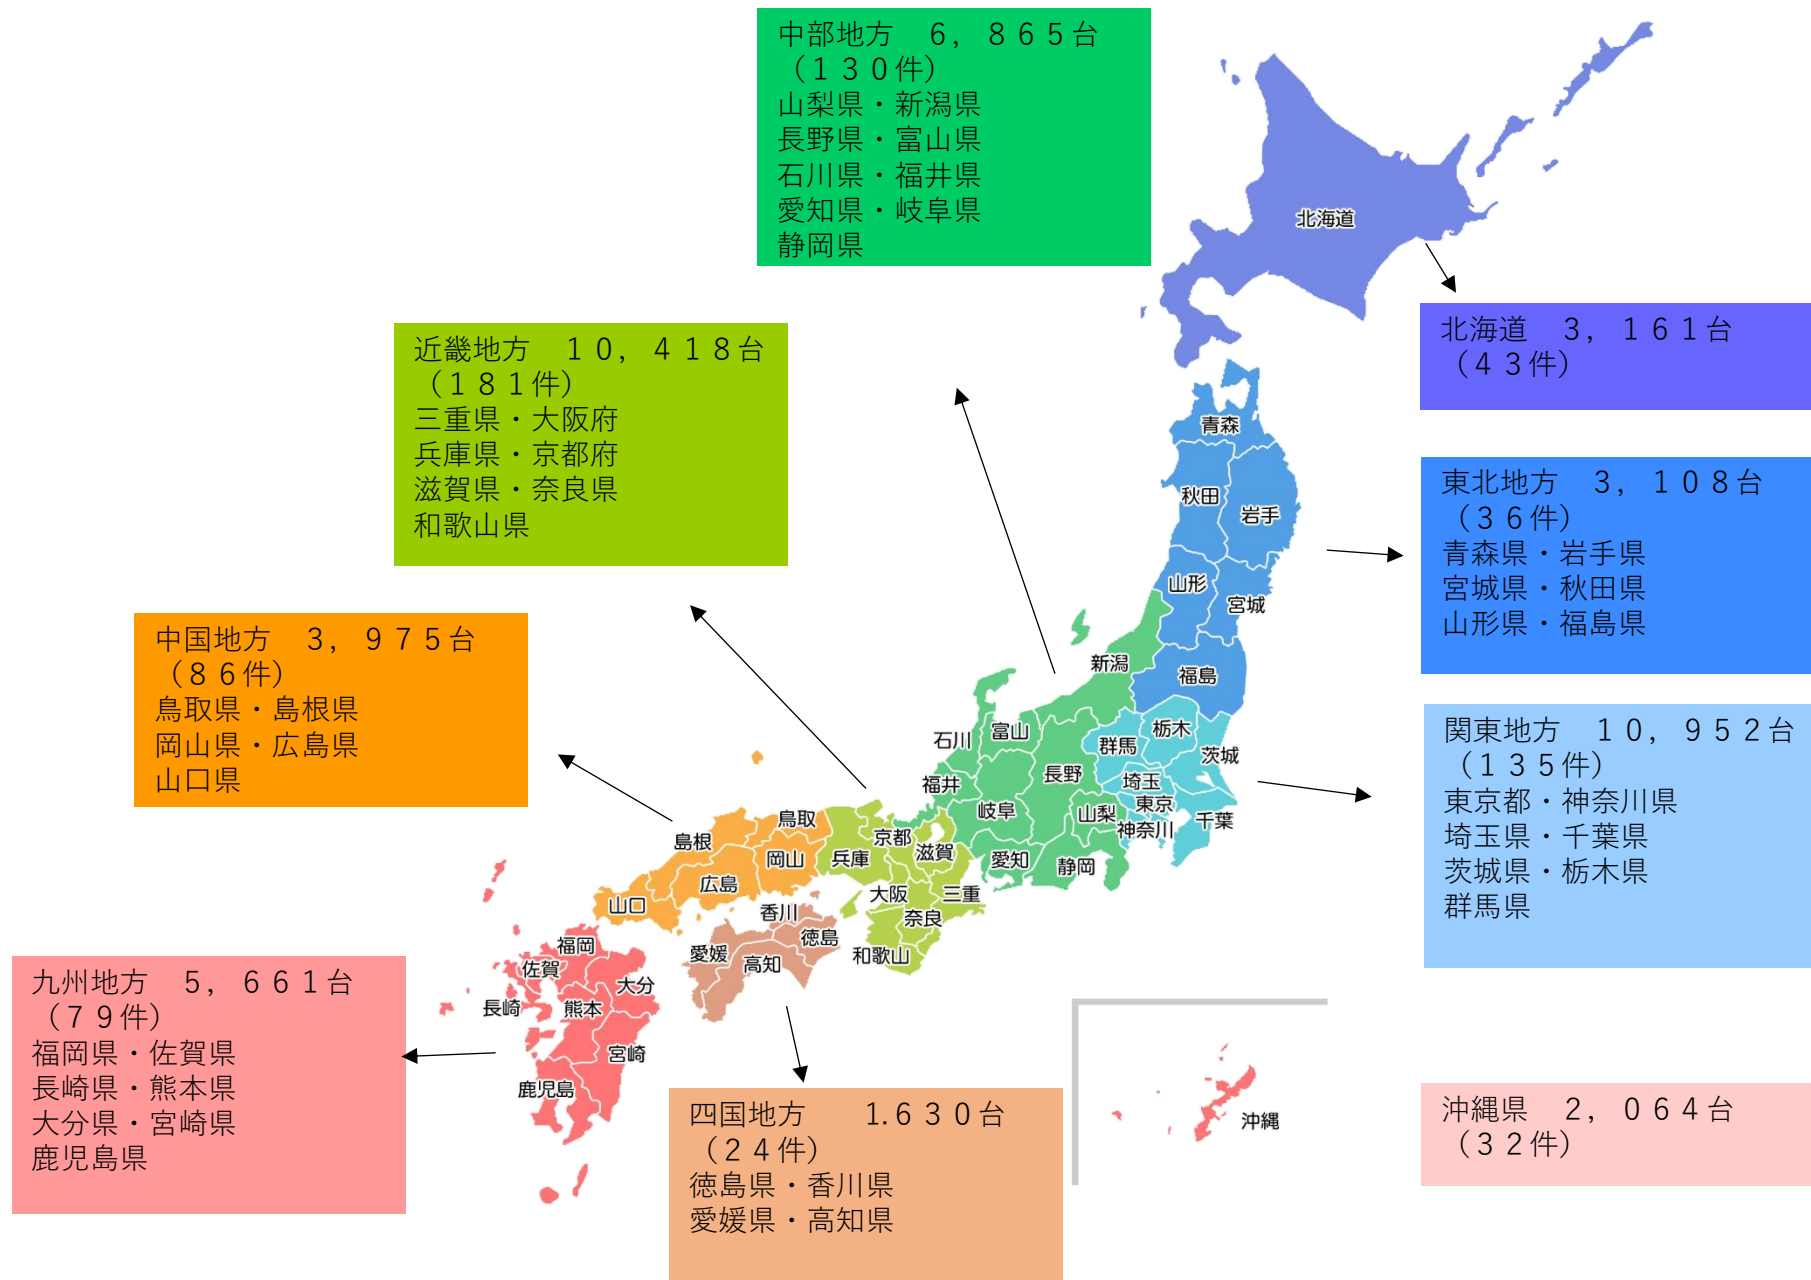 中部地方　６，８６５台
（１３０件）
山梨県・新潟県
長野県・富山県
石川県・福井県
愛知県・岐阜県
静岡県
北海道
北海道　３，１６１台
（４３件）
近畿地方　１０，４１８台
（１８１件）
三重県・大阪府
兵庫県・京都府
滋賀県・奈良県
和歌山県
青森
秋田
岩手
山形
宮城
福島
東北地方　３，１０８台
（３６件）
青森県・岩手県
宮城県・秋田県
山形県・福島県
中国地方　３，９７５台
（８６件）
鳥取県・島根県
岡山県・広島県
山口県
新潟
富山
石川
福井
長野
岐阜
山梨
愛知
静岡
群馬
栃木
茨城
埼玉
東京
神奈川
千葉
関東地方　１０，９５２台
（１３５件）
東京都・神奈川県
埼玉県・千葉県
茨城県・栃木県
群馬県
鳥取
島根
岡山
広島
山口
京都
兵庫
滋賀
大阪
三重
奈良
和歌山
香川
徳島
愛媛
高知
福岡
佐賀
大分
長崎
熊本
宮崎
鹿児島
九州地方　５，６６１台
（７９件）
福岡県・佐賀県
長崎県・熊本県
大分県・宮崎県
鹿児島県
四国地方　　1.６３０台
（２４件）
徳島県・香川県
愛媛県・高知県
沖縄
沖縄県　２，０６４台
（３２件）